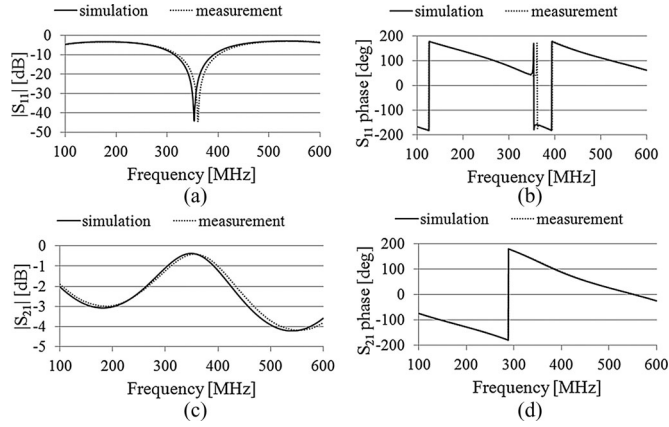 simulation measurement
|S11| [dB]
0
-10
-20
-30
-40
-50
100 200 300 400 500 600
Frequency [MHz]
(a)
simulation measurement
S11 phase [deg]
200
100
0
-100
-200
100 200 300 400 500 600
Frequency [MHz]
(b)
simulation measurement
|S21| [dB]
0
-1
-2
-3
-4
-5
100 200 300 400 500 600
Frequency [MHz]
(c)
simulation measurement
S21 phase [deg]
200
100
0
-100
-200
100 200 300 400 500 600
Frequency [MHz]
(d)